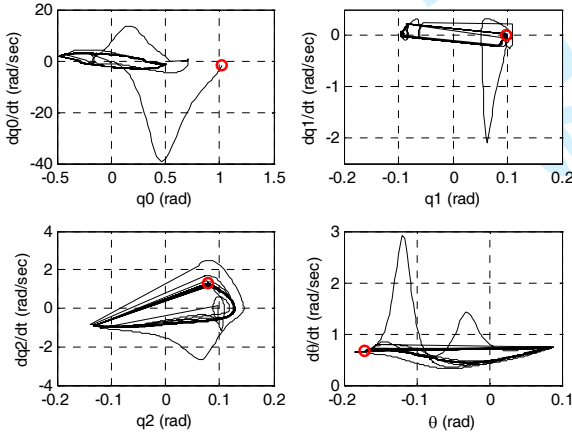 20
0
-20
-40
-0.5 0 0.5 1 1.5
dq0/dt (rad/sec)
q0 (rad)
0
-1
-2
-0.2 -0.1 0 0.1 0.2
dq1/dt (rad/sec)
q1 (rad)
4
2
0
-2
-4
-0.2 -0.1 0 0.1 0.2
dq2/dt (rad/sec)
q2 (rad)
3
2
1
0
-0.2 -0.1 0 0.1
dθ/dt (rad/sec)
θ (rad)